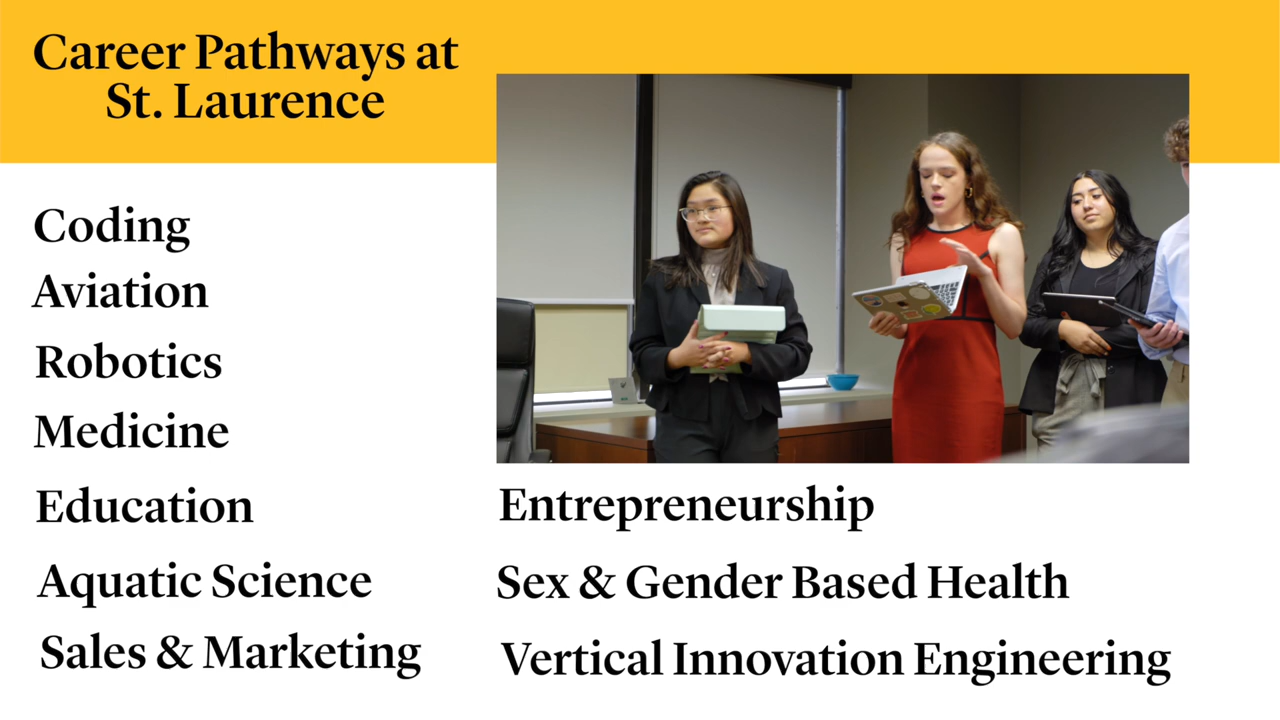 Career Pathways at
St. Laurence
Coding
Aviation
Robotics
Medicine
Education
Aquatic Science
Sales & Marketing
Entrepreneurship
Sex & Gender Based Health
Vertical Innovation Engineering